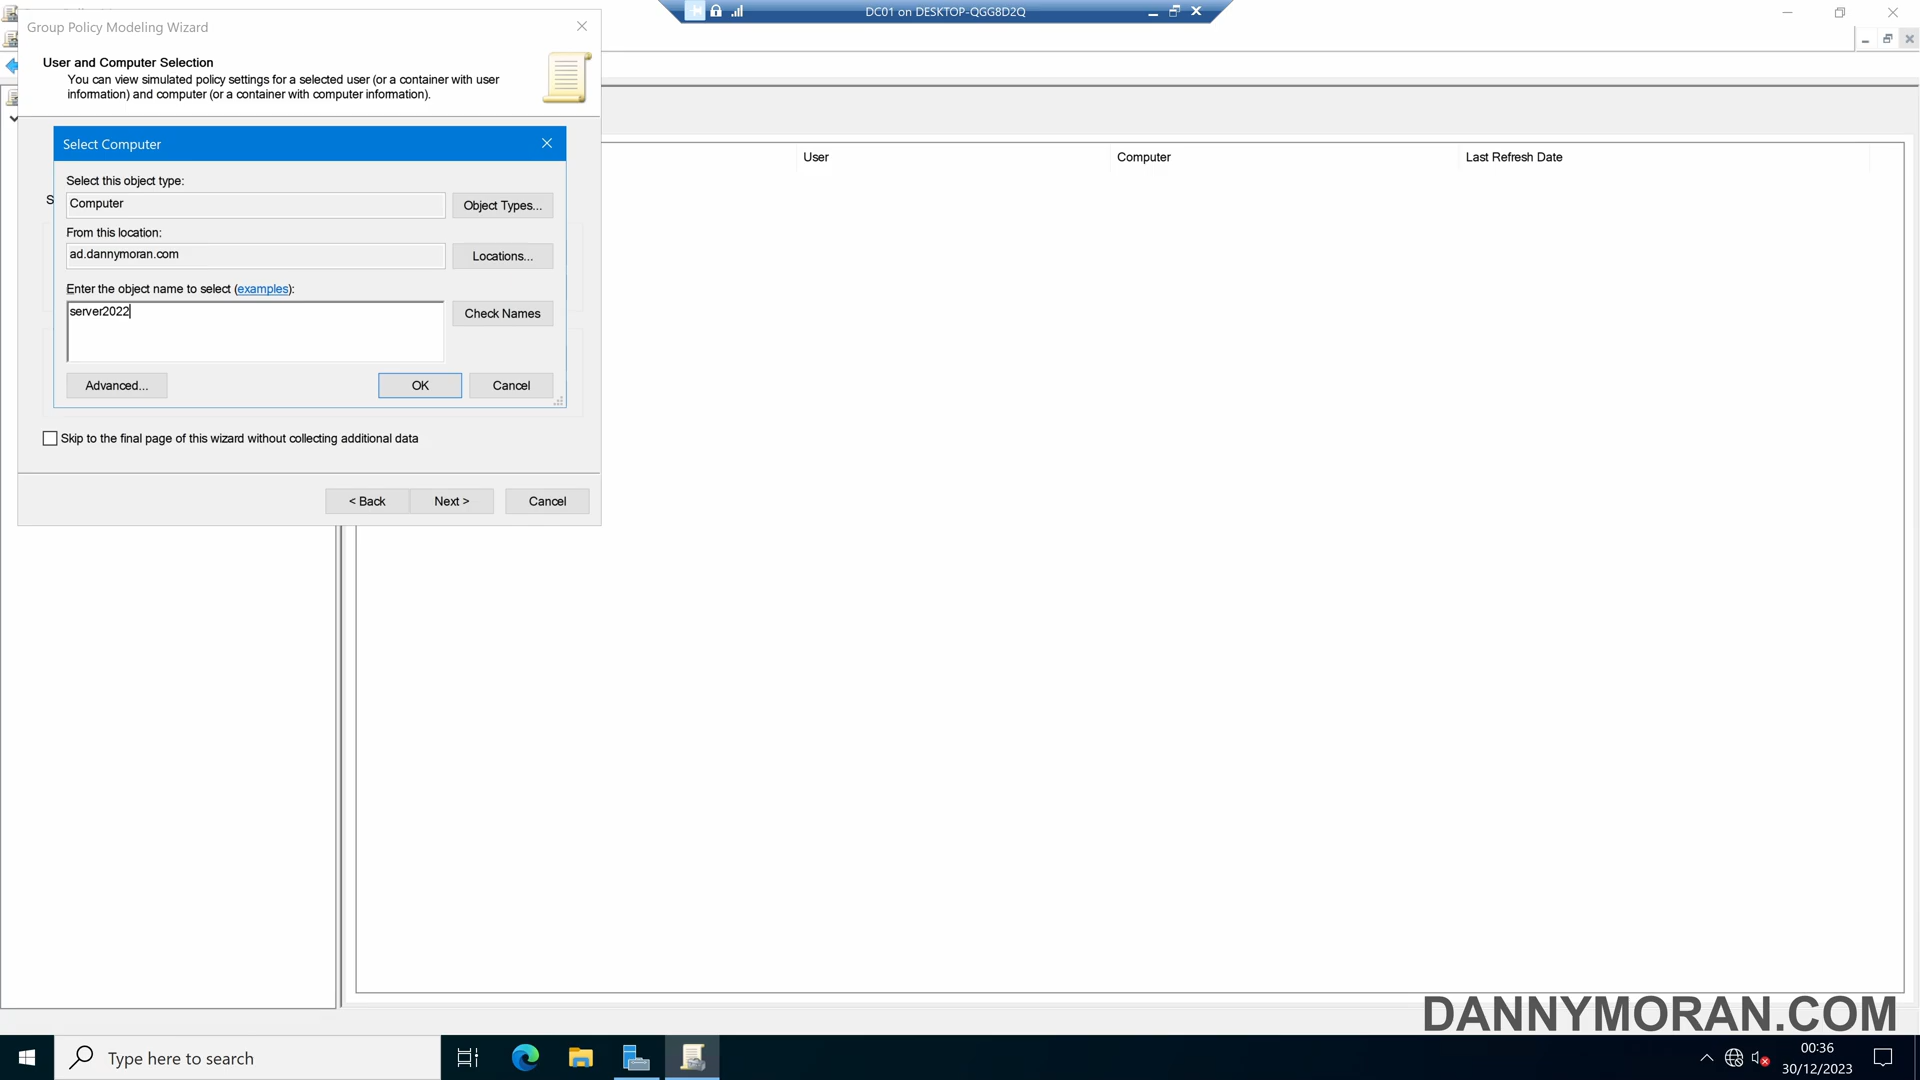 DC01 on DESKTOP-QGG8D2Q
Group Policy Modeling Wizard
User and Computer Selection
You can view simulated policy settings for a selected user (or a container with user
information) and computer (or a container with computer information).
Select Computer
Select this object type:
Computer
Object Types...
From this location:
ad.dannymoran.com
Locations...
Enter the object name to select (examples):
server2022
Check Names
Advanced...
OK
Cancel
S
Skip to the final page of this wizard without collecting additional data
< Back
Next >
Cancel
User
Computer
Last Refresh Date
DANNYMORAN.COM
Type here to search
00:36
30/12/2023